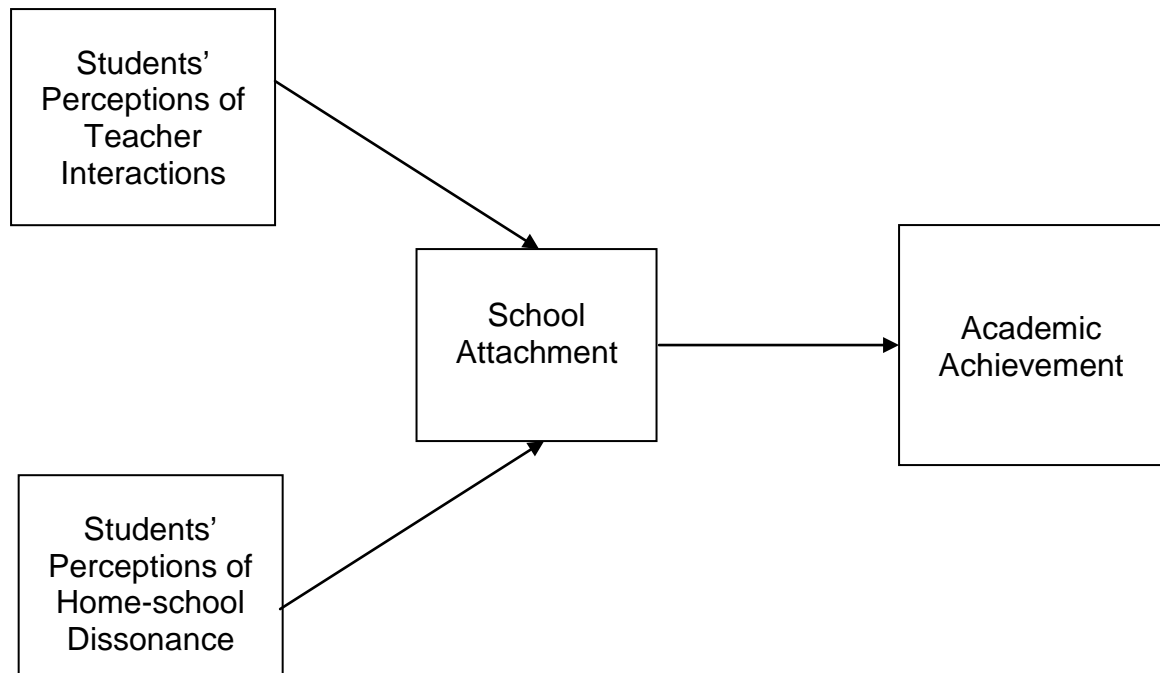 Students’
Perceptions of
Teacher
Interactions
School
Attachment
Academic
Achievement
Students’
Perceptions of
Home-school
Dissonance